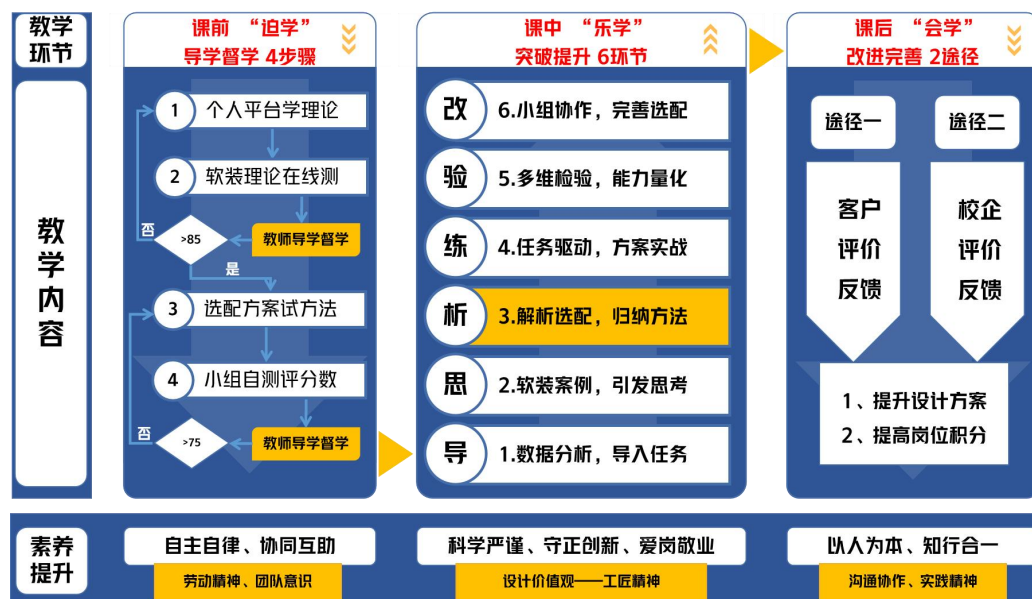 教学
环节
课前 “迫学”
导学督学 4步骤
课中 “乐学”
突破提升 6环节
课后 “会学”
改进完善 2途径
教学内容
1 个人平台学理论
2 软装理论在线测
否
>85
教师导学督学
是
3 选配方案试方法
4 小组自测评分数
否
>75
教师导学督学
改 6.小组协作，完善选配
验 5.多维检验，能力量化
练 4.任务驱动，方案实战
析 3.解析选配，归纳方法
思 2.软装案例，引发思考
导 1.数据分析，导入任务
途径一
途径二
客户
评价
反馈
校企
评价
反馈
1、提升设计方案
2、提高岗位积分
素养
提升
自主自律、协同互助
劳动精神、团队意识
科学严谨、守正创新、爱岗敬业
设计价值观——工匠精神
以人为本、知行合一
沟通协作、实践精神